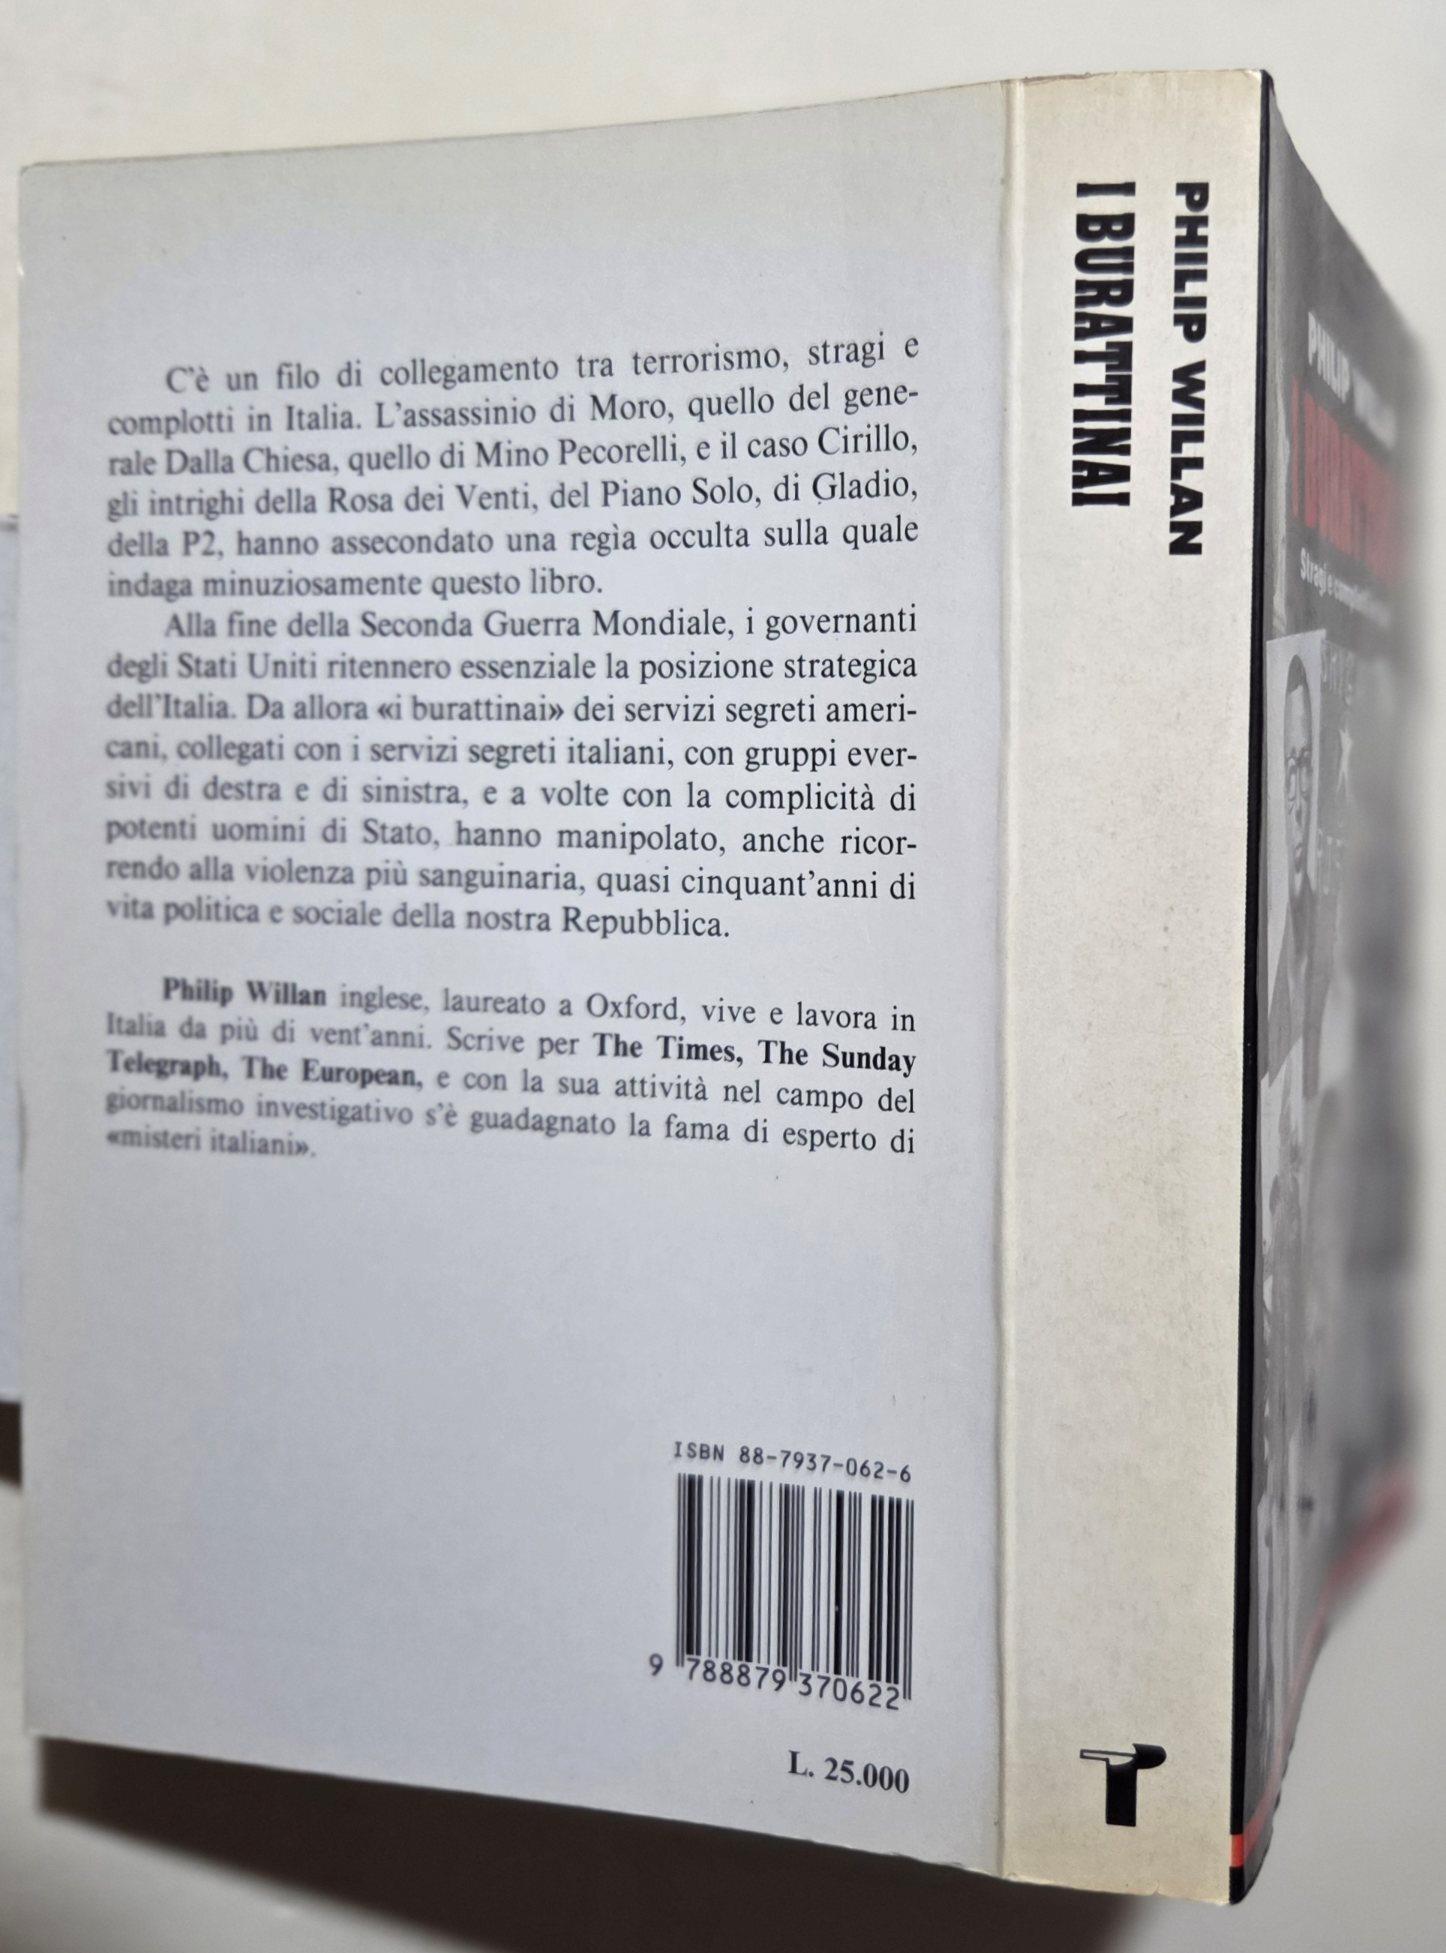 C'è un filo di collegamento tra terrorismo, stragi e
complotti in Italia. L'assassinio di Moro, quello del gene-
rale Dalla Chiesa, quello di Mino Pecorelli, e il caso Cirillo,
gli intrighi della Rosa dei Venti, del Piano Solo, di Gladio,
della P2, hanno assecondato una regìa occulta sulla quale
indaga minuziosamente questo libro.
Alla fine della Seconda Guerra Mondiale, i governanti
degli Stati Uniti ritennero essenziale la posizione strategica
dell'Italia. Da allora «i burattinai» dei servizi segreti ameri-
cani, collegati con i servizi segreti italiani, con gruppi ever-
sivi di destra e di sinistra, e a volte con la complicità di
potenti uomini di Stato, hanno manipolato, anche ricor-
rendo alla violenza più sanguinaria, quasi cinquant'anni di
vita politica e sociale della nostra Repubblica.
Philip Willan inglese, laureato a Oxford, vive e lavora in
Italia da più di vent'anni. Scrive per The Times, The Sunday
Telegraph, The European, e con la sua attività nel campo del
giornalismo investigativo s'è guadagnato la fama di esperto di
«misteri italiani».
ISBN 88-7937-062-6
9 788879 370622
L. 25.000
PHILIP WILLAN
I BURATTINAI
T
PHILIP
Stragi e